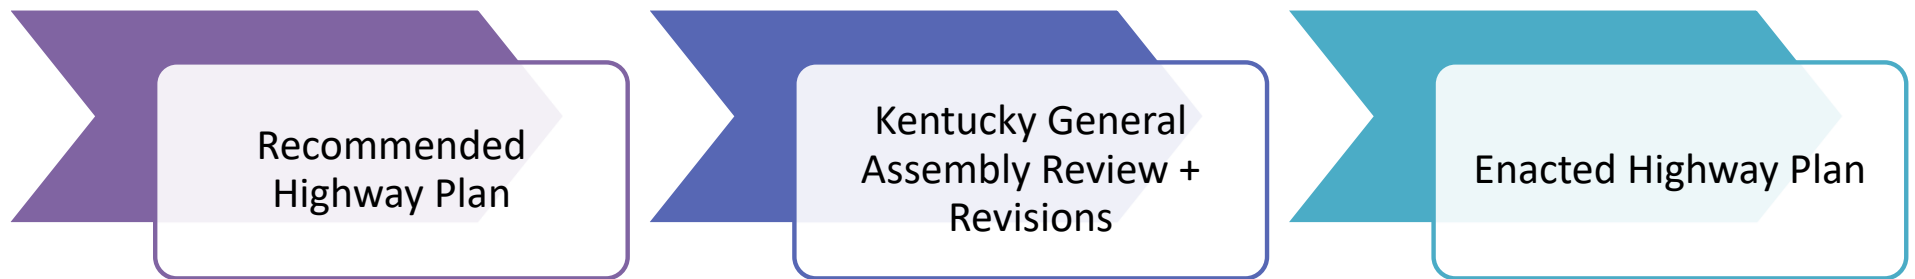 Recommended
Highway Plan
Kentucky General
Assembly Review +
Revisions
Enacted Highway Plan